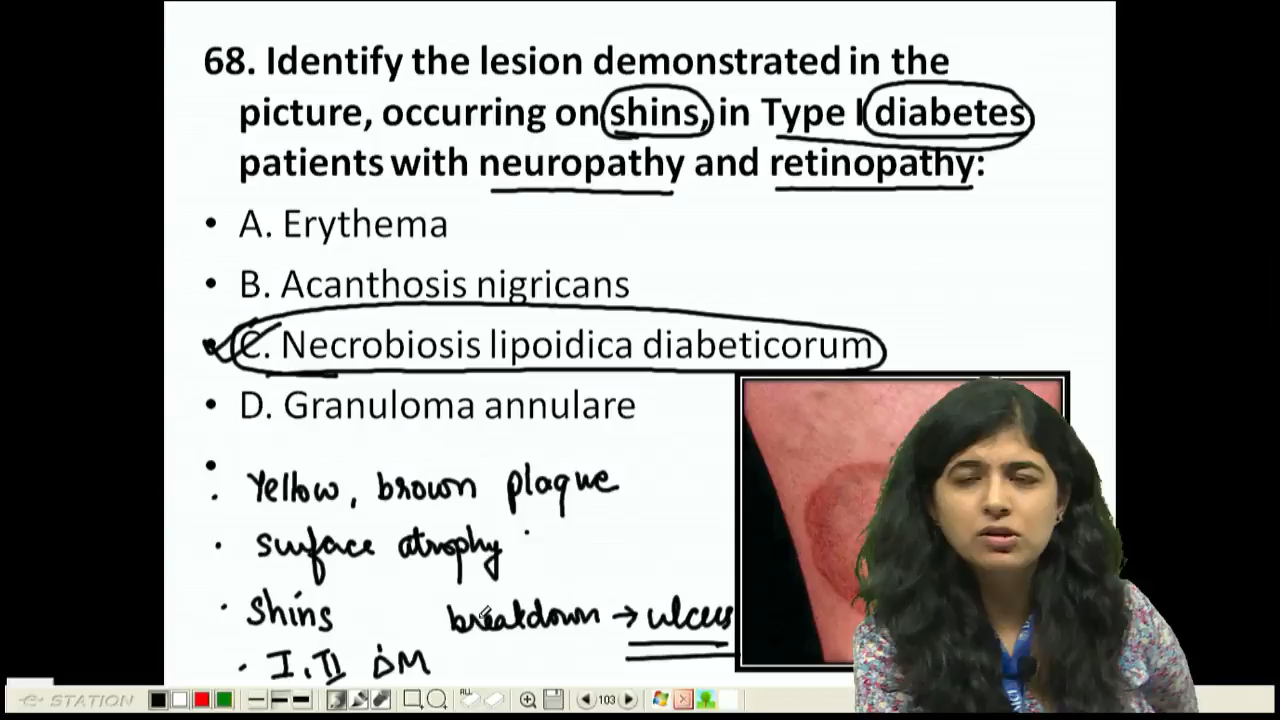 68. Identify the lesion demonstrated in the
picture, occurring on shins, in Type I diabetes
patients with neuropathy and retinopathy:
• A. Erythema
• B. Acanthosis nigricans
• C. Necrobiosis lipoidica diabeticorum
• D. Granuloma annulare
•
· Yellow, brown plaque
· surface atrophy
· Shins breakdown → ulcers
· I, II DM
STATION
ALL
103